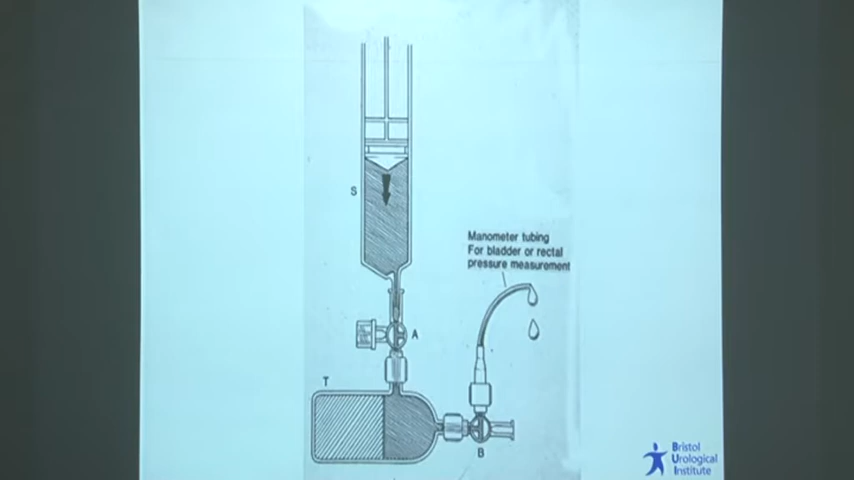 S
Manometer tubing
For bladder or rectal
pressure measurement
A
T
B
Bristol
Urological
Institute